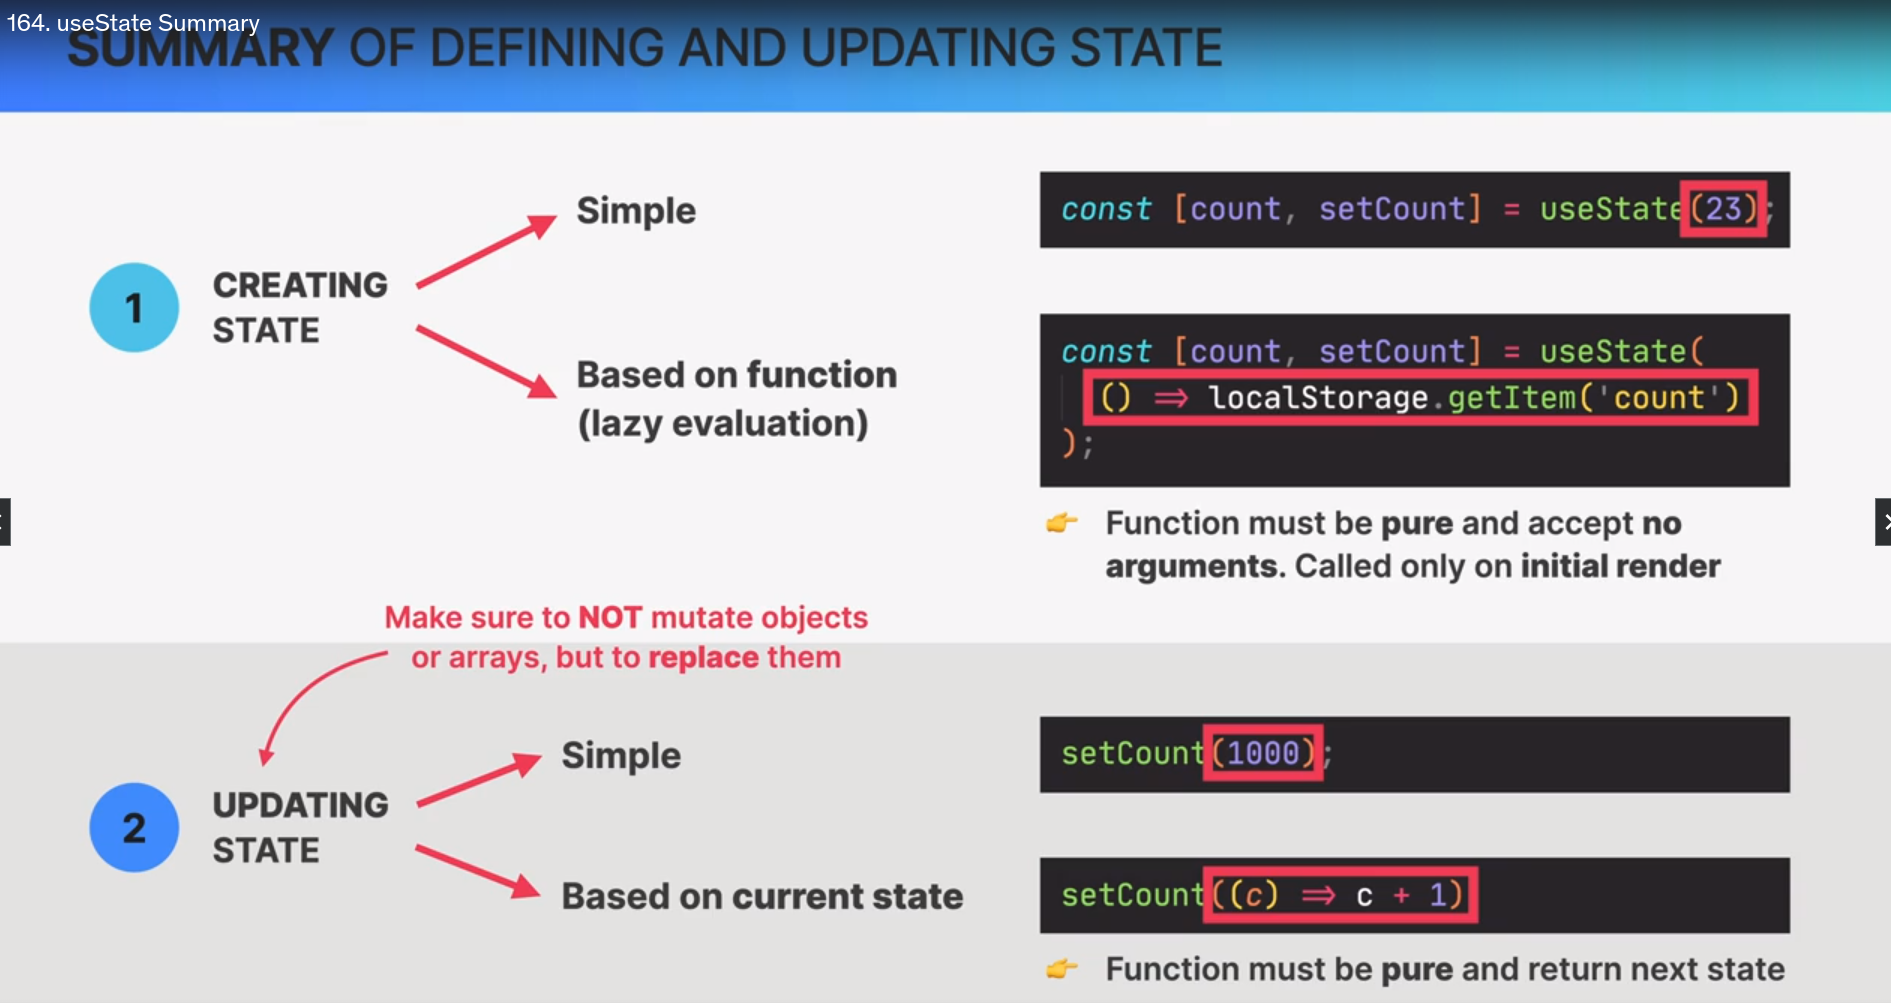 164. useState Summary
SUMMARY OF DEFINING AND UPDATING STATE
Simple
const [count, setCount] = useState(23);
1
CREATING
STATE
Based on function
(lazy evaluation)
const [count, setCount] = useState(
() => localStorage.getItem('count')
);
👉 Function must be pure and accept no
arguments. Called only on initial render
Make sure to NOT mutate objects
or arrays, but to replace them
Simple
setCount(1000);
2
UPDATING
STATE
Based on current state
setCount((c) => c + 1)
👉 Function must be pure and return next state